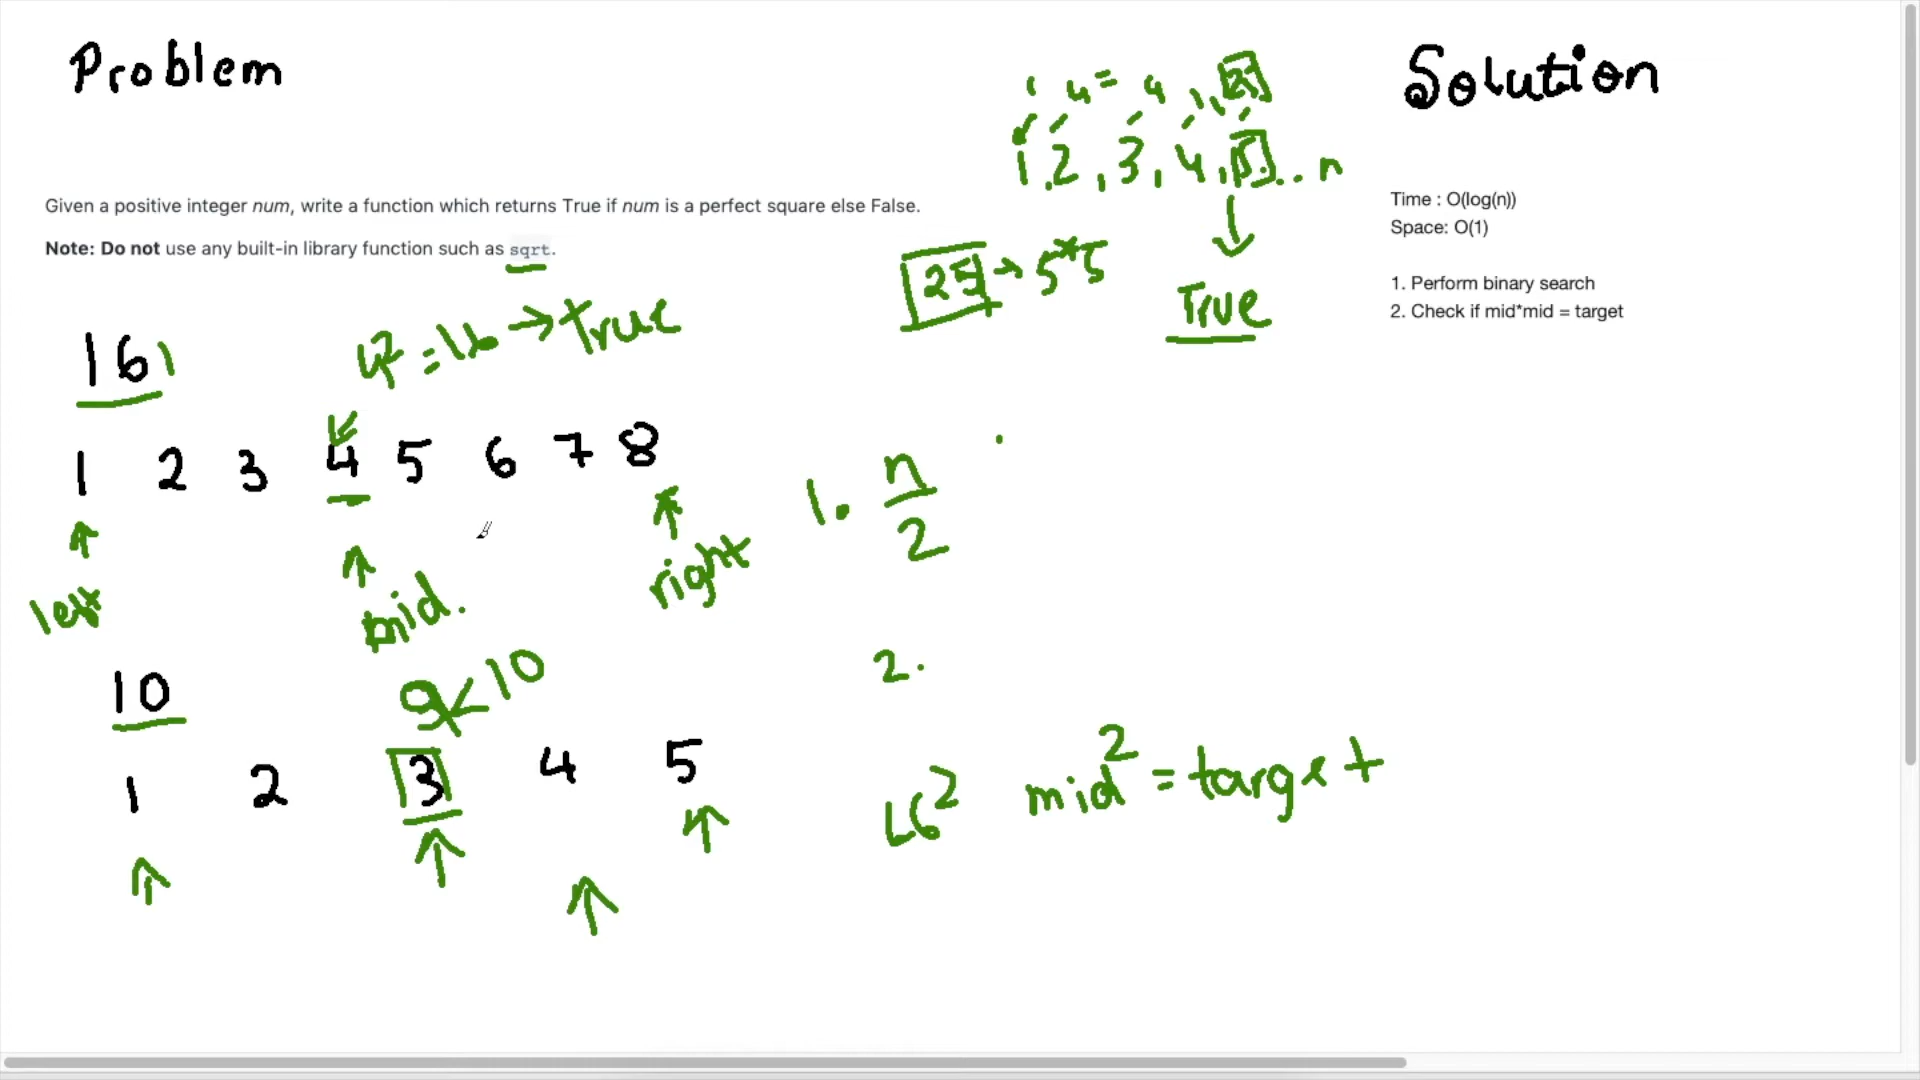 Problem
Solution
1 4 = 4 , , 25
1, 2, 3, 4, 5 . . n
Given a positive integer num, write a function which returns True if num is a perfect square else False.
Note: Do not use any built-in library function such as sqrt.
Time : O(log(n))
Space: O(1)
1. Perform binary search
2. Check if mid*mid = target
25 → 5*5
True
16
4² = 16 → True
1 2 3 4 5 6 7 8
1. n
2
left
mid.
right
10
9 < 10
2.
1 2 3 4 5
mid² = target